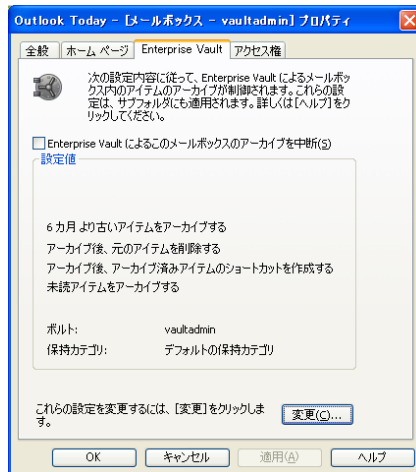 Outlook Today - [メールボックス - vaultadmin] プロパティ
全般 ホーム ページ Enterprise Vault アクセス権
次の設定内容に従って、Enterprise Vault によるメールボッ
クス内のアイテムのアーカイブが制御されます。これらの設
定は、サブフォルダにも適用されます。詳しくは[ヘルプ]をク
リックしてください。
Enterprise Vault によるこのメールボックスのアーカイブを中断(S)
設定値
6 カ月 より古いアイテムをアーカイブする
アーカイブ後、元のアイテムを削除する
アーカイブ後、アーカイブ済みアイテムのショートカットを作成する
未読アイテムをアーカイブする
ボルト: vaultadmin
保持カテゴリ: デフォルトの保持カテゴリ
これらの設定を変更するには、[変更]をクリックしま
す。
変更(C)...
OK キャンセル 適用(A) ヘルプ